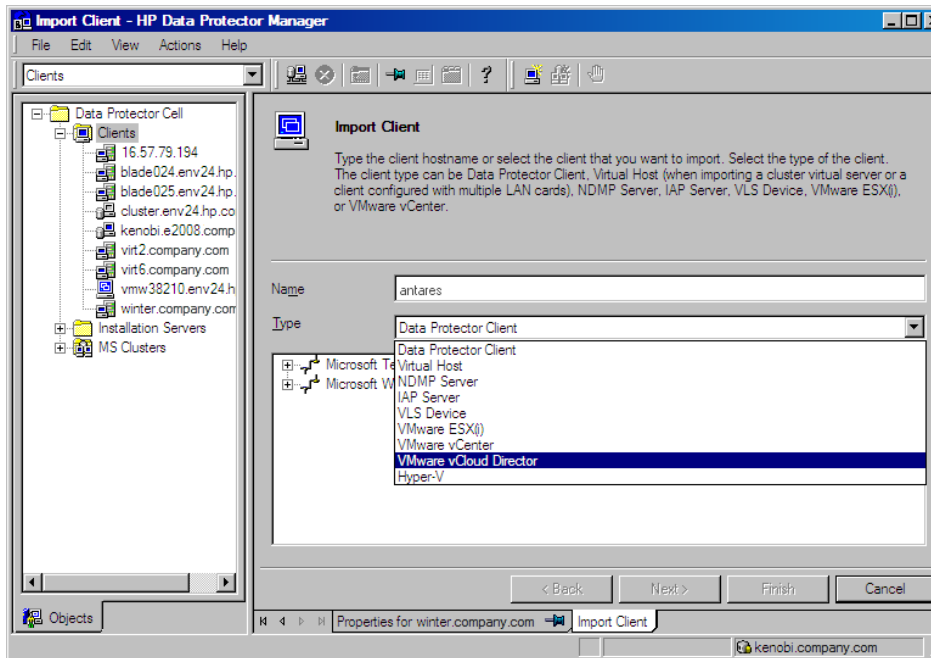 Import Client - HP Data Protector Manager
File Edit View Actions Help
Clients
Data Protector Cell
Clients
16.57.79.194
blade024.env24.hp.
blade025.env24.hp.
cluster.env24.hp.co
kenobi.e2008.comp
virt2.company.com
virt6.company.com
vmw38210.env24.h
winter.company.com
Installation Servers
MS Clusters
Objects
Import Client
Type the client hostname or select the client that you want to import. Select the type of the client.
The client type can be Data Protector Client, Virtual Host (when importing a cluster virtual server or a
client configured with multiple LAN cards), NDMP Server, IAP Server, VLS Device, VMware ESX(i),
or VMware vCenter.
Name antares
Type Data Protector Client
Microsoft Te
Microsoft W
Data Protector Client
Virtual Host
NDMP Server
IAP Server
VLS Device
VMware ESX(i)
VMware vCenter
VMware vCloud Director
Hyper-V
< Back Next > Finish Cancel
Properties for winter.company.com Import Client
kenobi.company.com